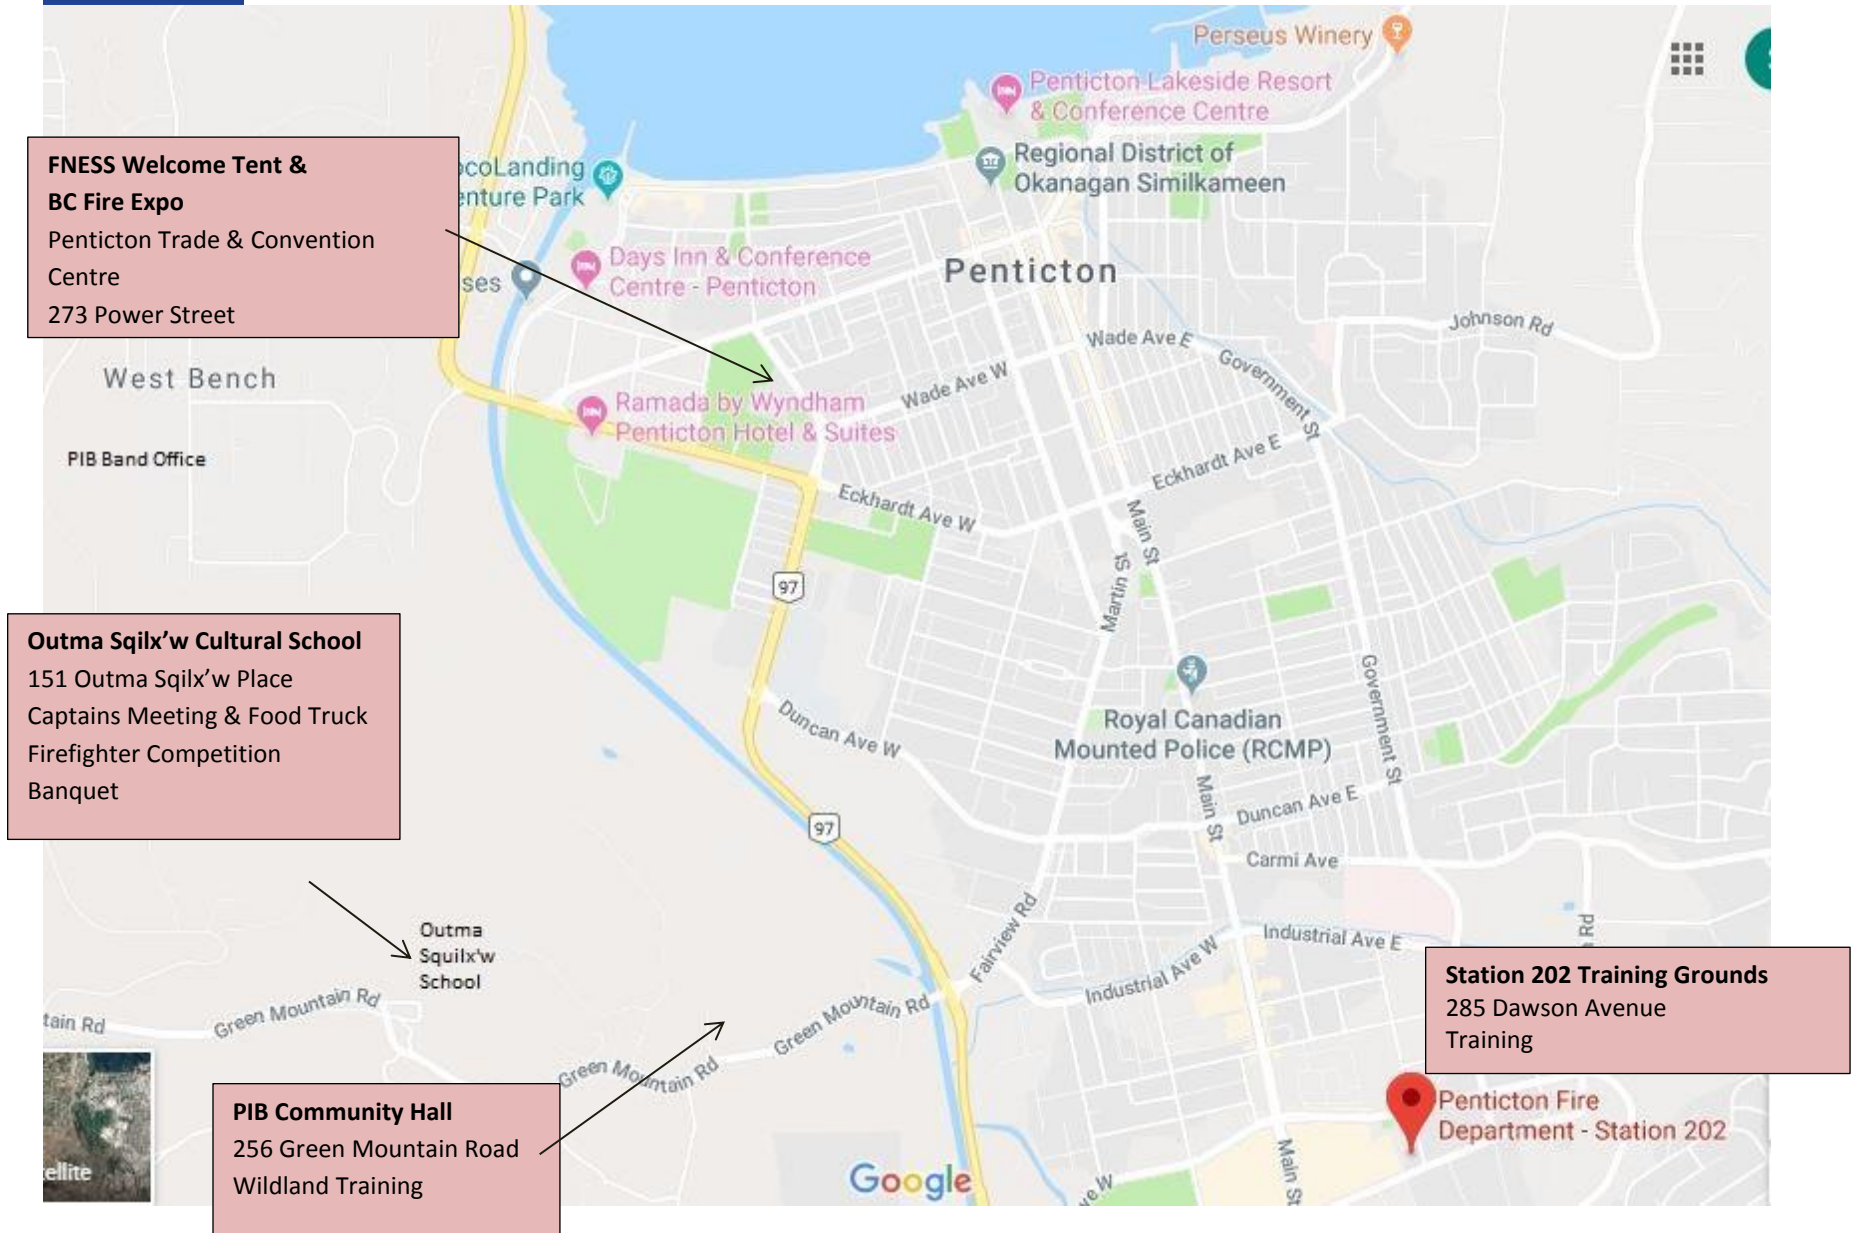 Perseus Winery
Penticton Lakeside Resort
& Conference Centre
FNESS Welcome Tent &
BC Fire Expo
Penticton Trade & Convention
Centre
273 Power Street
ocoLanding
enture Park
Regional District of
Okanagan Similkameen
Days Inn & Conference
Centre - Penticton
ses
Penticton
Johnson Rd
Wade Ave E
Government St
West Bench
Wade Ave W
Ramada by Wyndham
Penticton Hotel & Suites
PIB Band Office
Eckhardt Ave E
Eckhardt Ave W
Main St
97
Martin St
Outma Sqilx’w Cultural School
151 Outma Sqilx’w Place
Captains Meeting & Food Truck
Firefighter Competition
Banquet
Government St
Royal Canadian
Mounted Police (RCMP)
Duncan Ave W
Main St
Duncan Ave E
97
Carmi Ave
Fairview Rd
Outma
Squilx'w
School
Industrial Ave E
Rd
Industrial Ave W
Station 202 Training Grounds
285 Dawson Avenue
Training
tain Rd
Green Mountain Rd
Green Mountain Rd
Green Mountain Rd
PIB Community Hall
256 Green Mountain Road
Wildland Training
Penticton Fire
Department - Station 202
ellite
Google
e W
Main St